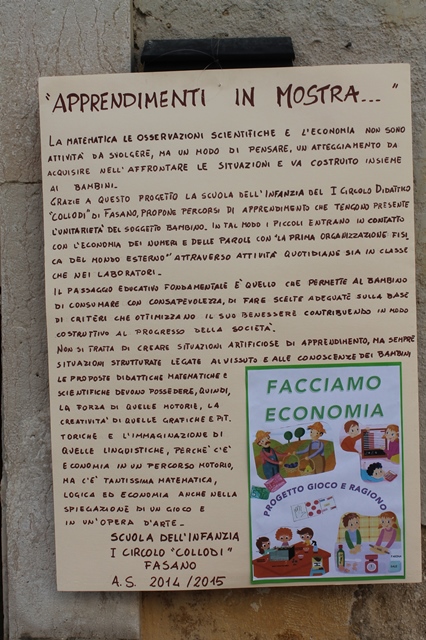 "APPRENDIMENTI IN MOSTRA..."
LA MATEMATICA LE OSSERVAZIONI SCIENTIFICHE E L'ECONOMIA NON SONO
ATTIVITÀ DA SVOLGERE, MA UN MODO DI PENSARE, UN ATTEGGIAMENTO DA
ACQUISIRE NELL'AFFRONTARE LE SITUAZIONI E VA COSTRUITO INSIEME
AI BAMBINI.
GRAZIE A QUESTO PROGETTO LA SCUOLA DELL'INFANZIA DEL I CIRCOLO DIDATTICO
"COLLODI" DI FASANO, PROPONE PERCORSI DI APPRENDIMENTO CHE TENGONO PRESENTE
L'UNITARIETÀ DEL SOGGETTO BAMBINO. IN TAL MODO I PICCOLI ENTRANO IN CONTATTO
CON L'ECONOMIA DEI NUMERI E DELLE PAROLE CON "LA PRIMA ORGANIZZAZIONE FISI
CA DEL MONDO ESTERNO" ATTRAVERSO ATTIVITÀ QUOTIDIANE SIA IN CLASSE
CHE NEI LABORATORI.
IL PASSAGGIO EDUCATIVO FONDAMENTALE È QUELLO CHE PERMETTE AL BAMBINO
DI CONSUMARE CON CONSAPEVOLEZZA, DI FARE SCELTE ADEGUATE SULLA BASE
DI CRITERI CHE OTTIMIZZANO IL SUO BENESSERE CONTRIBUENDO IN MODO
COSTRUTTIVO AL PROGRESSO DELLA SOCIETÀ.
NON SI TRATTA DI CREARE SITUAZIONI ARTIFICIOSE DI APPRENDIMENTO, MA SEMPRE
SITUAZIONI STRUTTURATE LEGATE AL VISSUTO E ALLE CONOSCENZE DEI BAMBINI
LE PROPOSTE DIDATTICHE MATEMATICHE E
SCIENTIFICHE DEVONO POSSEDERE, QUINDI,
LA FORZA DI QUELLE MOTORIE, LA
CREATIVITÀ DI QUELLE GRAFICHE E PIT.
TORICHE E L'IMMAGINAZIONE DI
QUELLE LINGUISTICHE, PERCHÈ C'È
ECONOMIA IN UN PERCORSO MOTORIO,
MA C'È TANTISSIMA MATEMATICA,
LOGICA ED ECONOMIA ANCHE NELLA
SPIEGAZIONE DI UN GIOCO E
IN UN'OPERA D'ARTE.
SCUOLA DELL'INFANZIA
I CIRCOLO "COLLODI"
FASANO
A.S. 2014/2015
FACCIAMO
ECONOMIA
PROGETTO GIOCO E RAGIONO